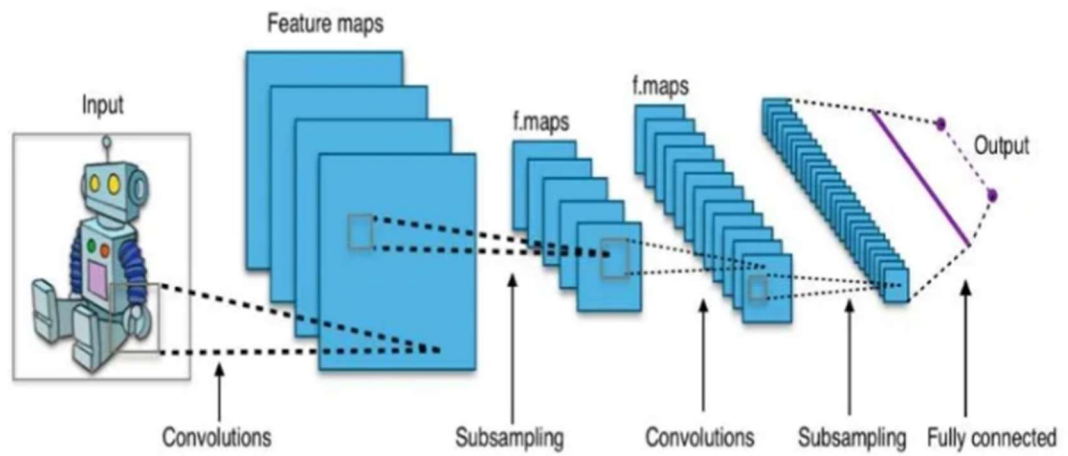 Feature maps
Input
f.maps
f.maps
Output
Convolutions
Subsampling
Convolutions
Subsampling
Fully connected